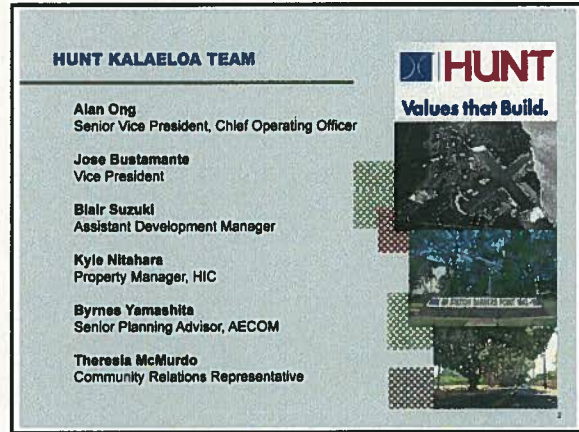 HUNT KALAELOA TEAM
HUNT
Values that Build.
Alan Ong
Senior Vice President, Chief Operating Officer
Jose Bustamante
Vice President
Blair Suzuki
Assistant Development Manager
Kyle Nitahara
Property Manager, HIC
Byrnes Yamashita
Senior Planning Advisor, AECOM
Theresia McMurdo
Community Relations Representative
2